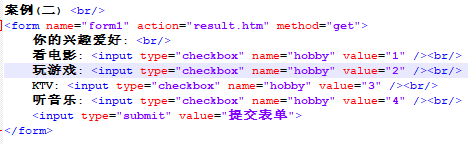 案例(二) <br/>
<form name="form1" action="result.htm" method="get">
你的兴趣爱好: <br/>
看电影: <input type="checkbox" name="hobby" value="1" /><br/>
玩游戏: <input type="checkbox" name="hobby" value="2" /><br/>
KTV: <input type="checkbox" name="hobby" value="3" /><br/>
听音乐: <input type="checkbox" name="hobby" value="4" /><br/>
<input type="submit" value="提交表单">
</form>